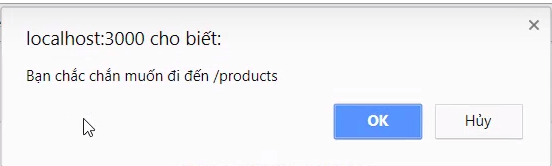 localhost:3000 cho biết:
Bạn chắc chắn muốn đi đến /products
OK
Hủy